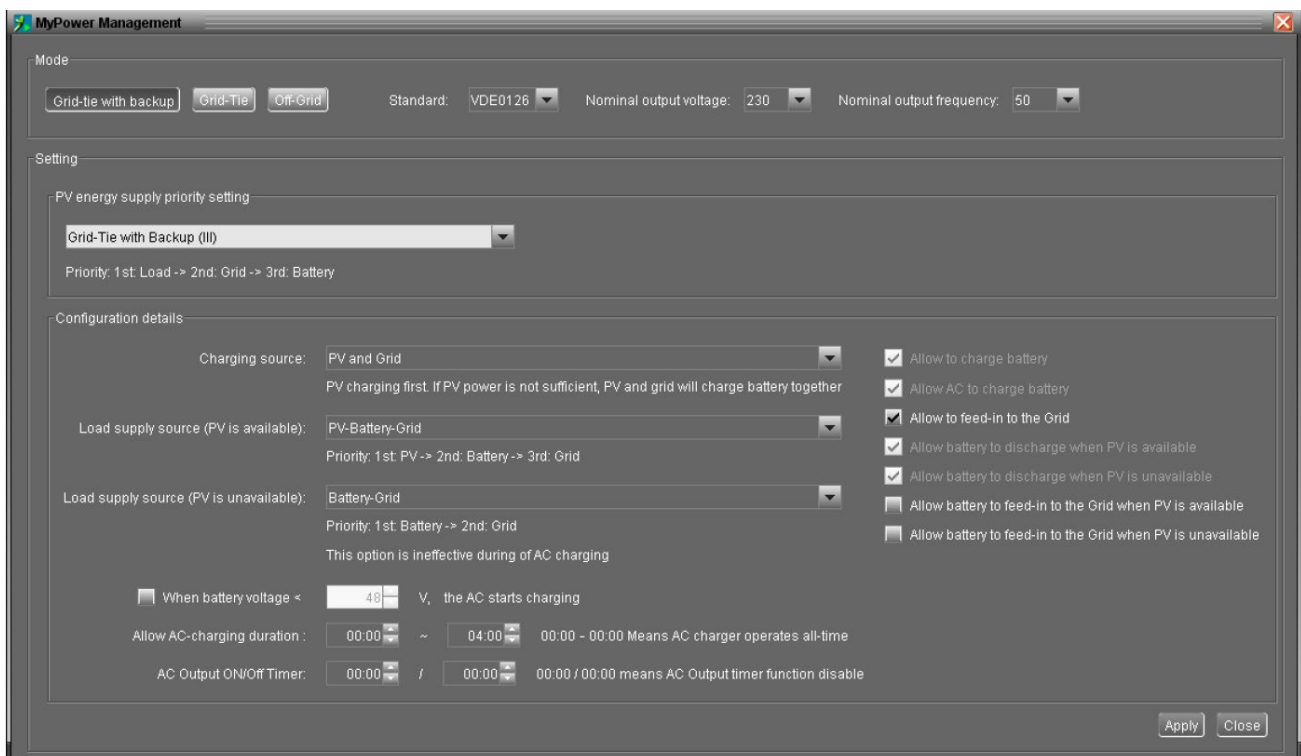 MyPower Management
Mode
Grid-tie with backup Grid-Tie Off-Grid Standard: VDE0126 Nominal output voltage: 230 Nominal output frequency: 50
Setting
PV energy supply priority setting
Grid-Tie with Backup (III)
Priority: 1st: Load -> 2nd: Grid -> 3rd: Battery
Configuration details
Charging source: PV and Grid
PV charging first. If PV power is not sufficient, PV and grid will charge battery together
Load supply source (PV is available): PV-Battery-Grid
Priority: 1st: PV -> 2nd: Battery -> 3rd: Grid
Load supply source (PV is unavailable): Battery-Grid
Priority: 1st: Battery -> 2nd: Grid
This option is ineffective during of AC charging
Allow to charge battery
Allow AC to charge battery
Allow to feed-in to the Grid
Allow battery to discharge when PV is available
Allow battery to discharge when PV is unavailable
Allow battery to feed-in to the Grid when PV is available
Allow battery to feed-in to the Grid when PV is unavailable
When battery voltage < 48 V, the AC starts charging
Allow AC-charging duration : 00:00 ~ 04:00 00:00 - 00:00 Means AC charger operates all-time
AC Output ON/Off Timer: 00:00 / 00:00 00:00 / 00:00 means AC Output timer function disable
Apply Close